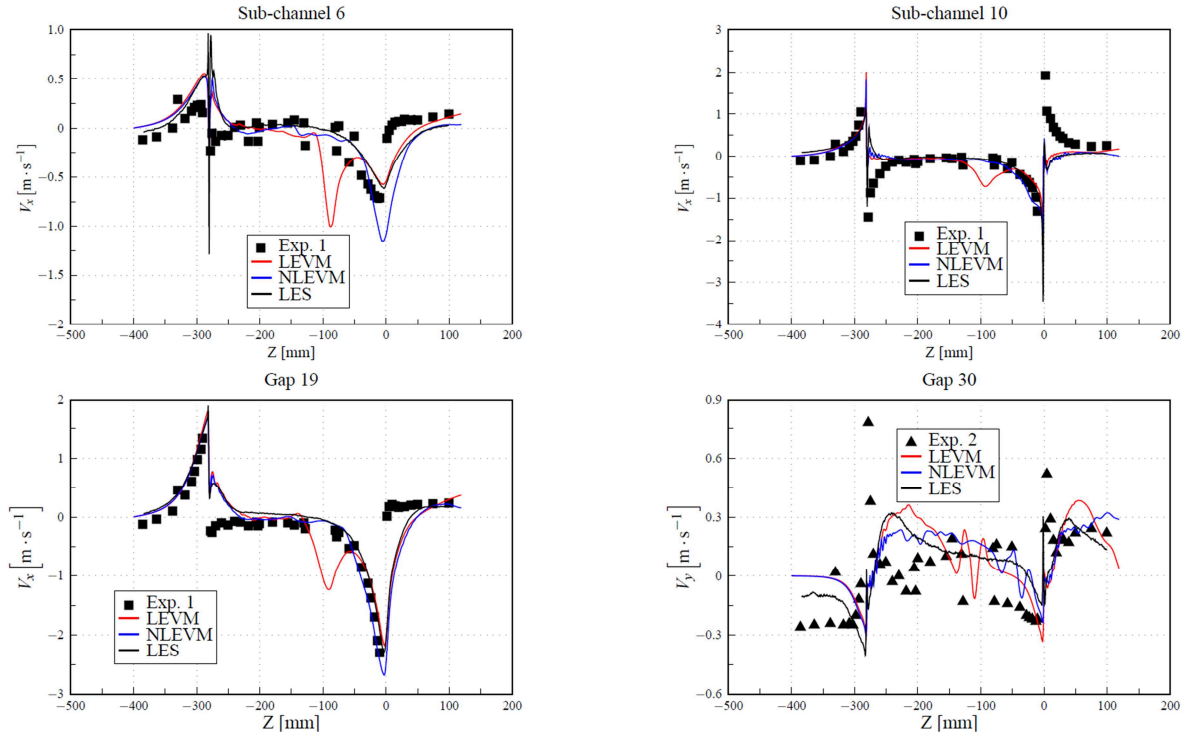 Sub-channel 6
1.0
0.5
0
−0.5
−1.0
−1.5
−2
V_x [m · s⁻¹]
Exp. 1
LEVM
NLEVM
LES
−500 −400 −300 −200 −100 0 100 200
Z [mm]
Sub-channel 10
3
2
1
0
−1
−2
−3
−4
V_x [m · s⁻¹]
Exp. 1
LEVM
NLEVM
LES
−500 −400 −300 −200 −100 0 100 200
Z [mm]
Gap 19
2
1
0
−1
−2
−3
V_x [m · s⁻¹]
Exp. 1
LEVM
NLEVM
LES
−500 −400 −300 −200 −100 0 100 200
Z [mm]
Gap 30
0.9
0.6
0.3
0
−0.3
−0.6
V_y [m · s⁻¹]
Exp. 2
LEVM
NLEVM
LES
−500 −400 −300 −200 −100 0 100 200
Z [mm]